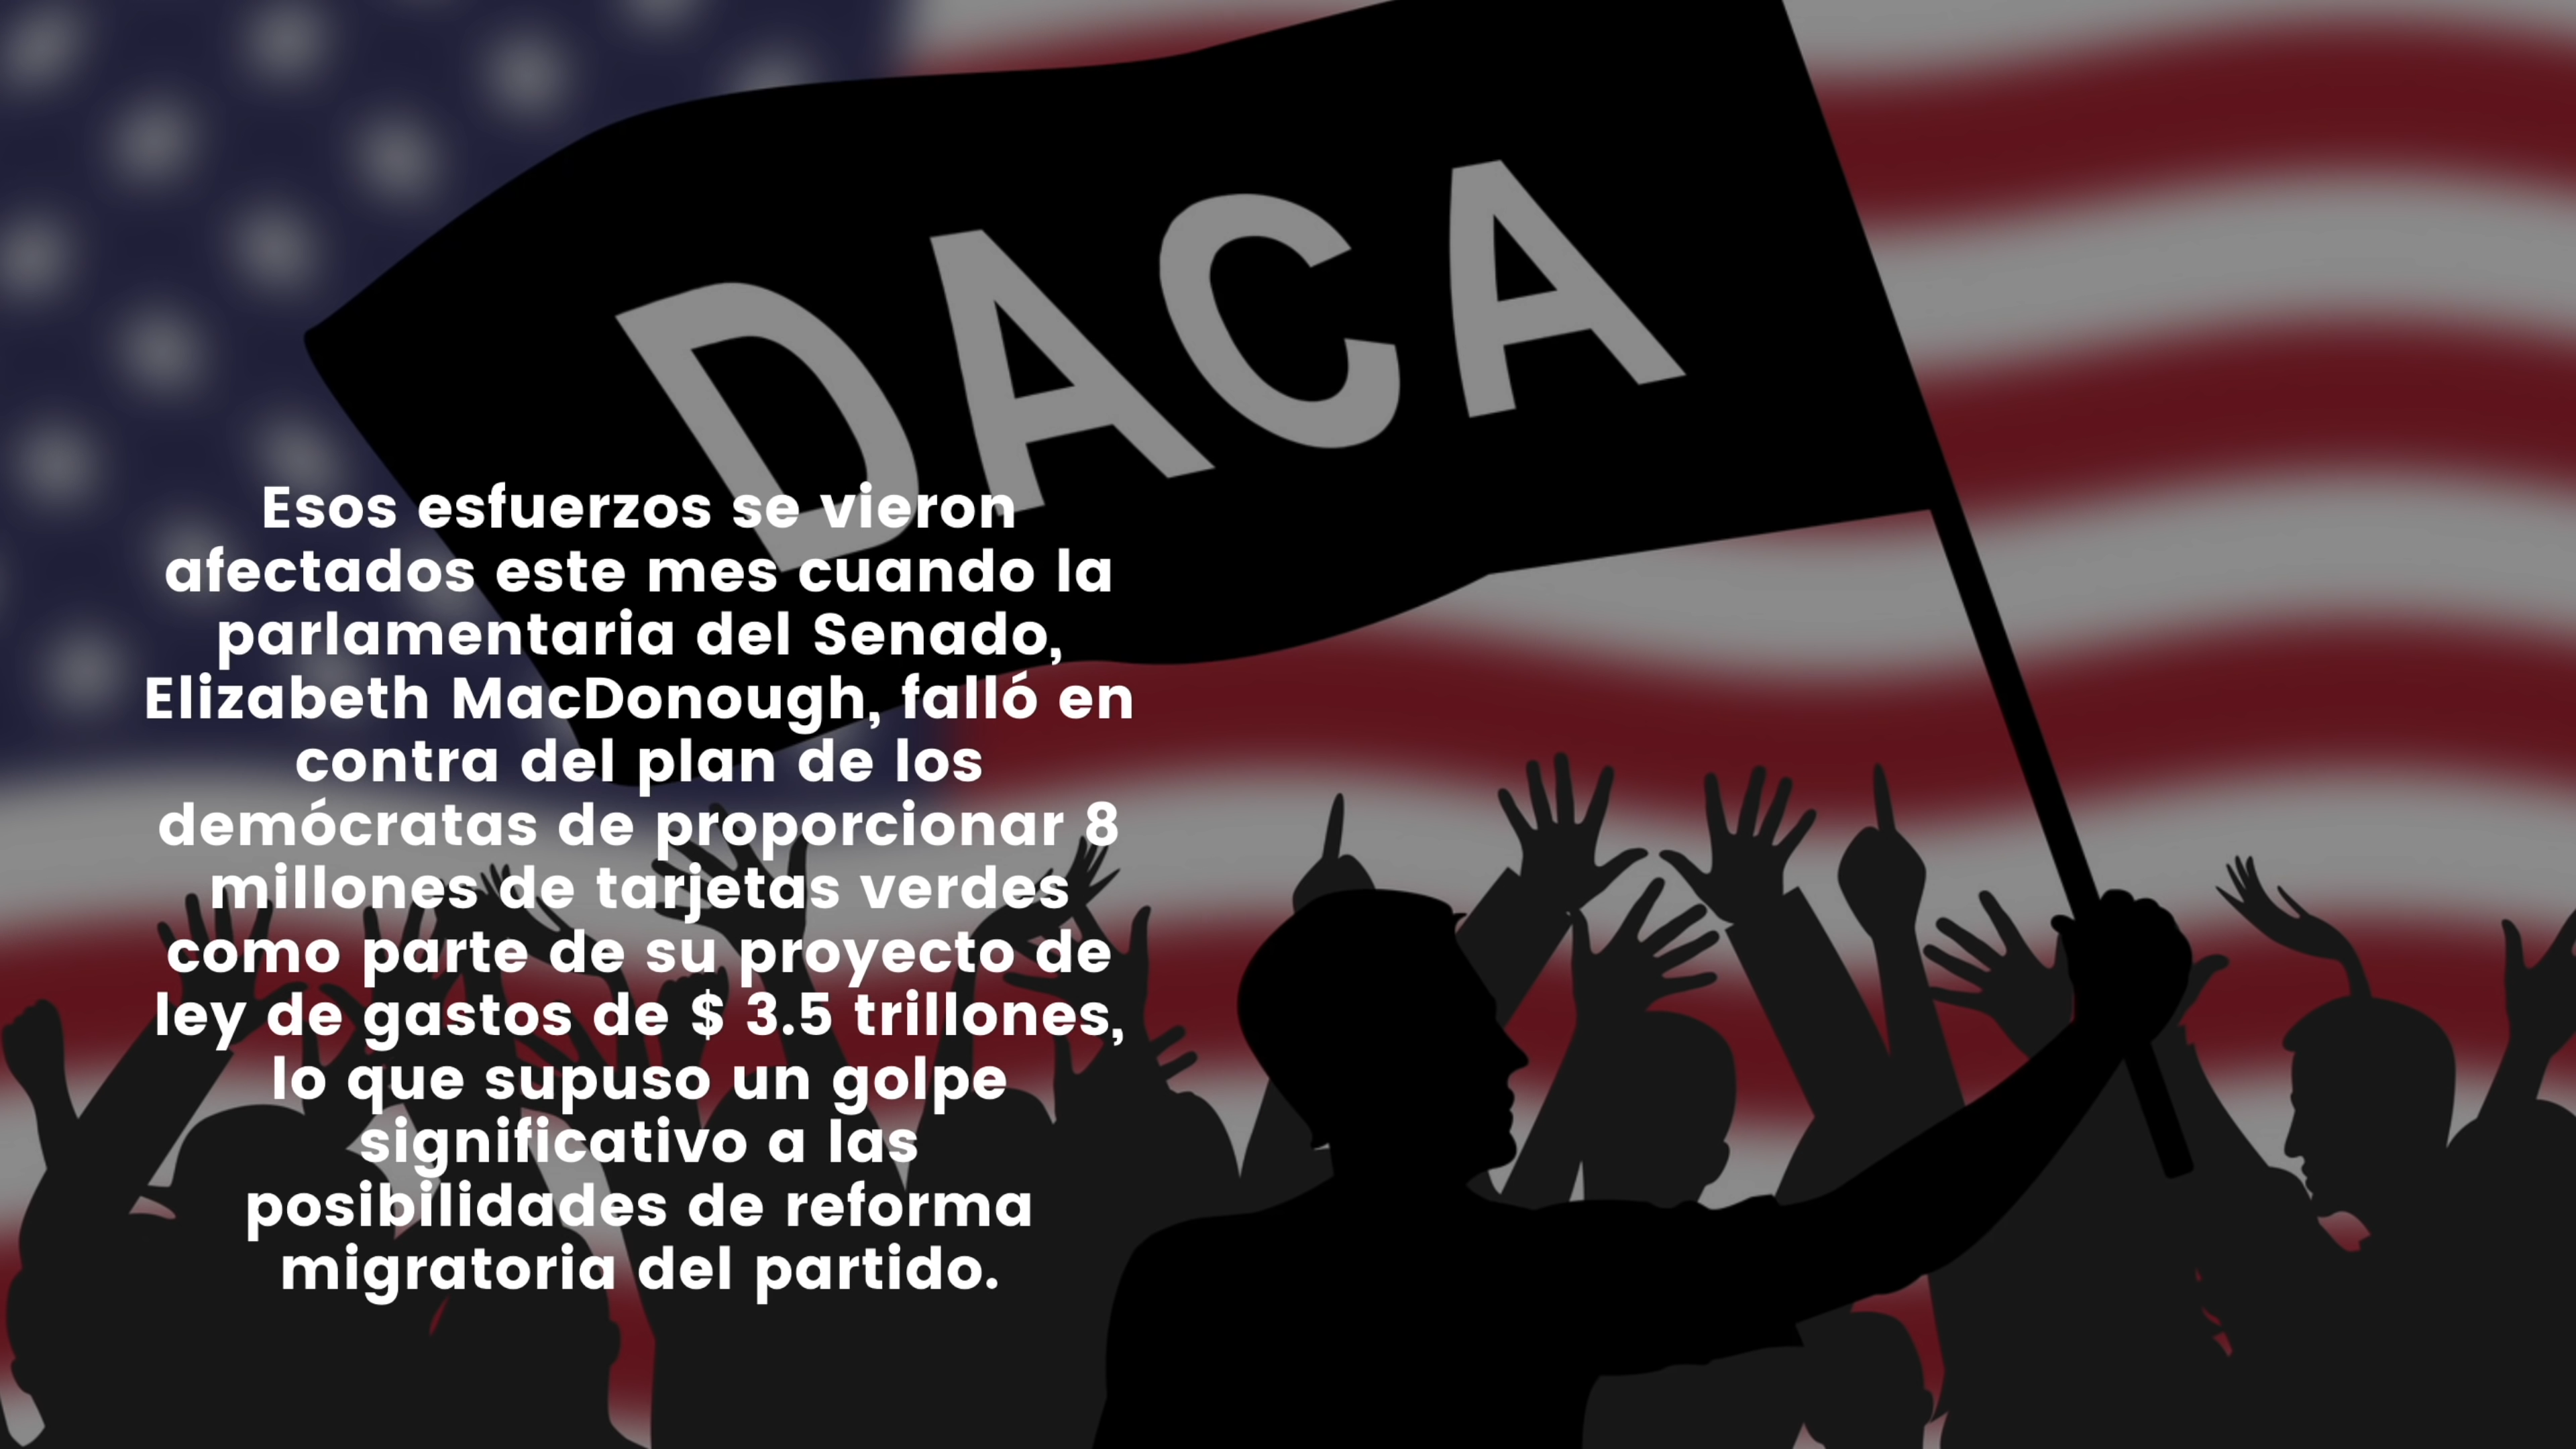 DACA
Esos esfuerzos se vieron
afectados este mes cuando la
parlamentaria del Senado,
Elizabeth MacDonough, falló en
contra del plan de los
demócratas de proporcionar 8
millones de tarjetas verdes
como parte de su proyecto de
ley de gastos de $ 3.5 trillones,
lo que supuso un golpe
significativo a las
posibilidades de reforma
migratoria del partido.